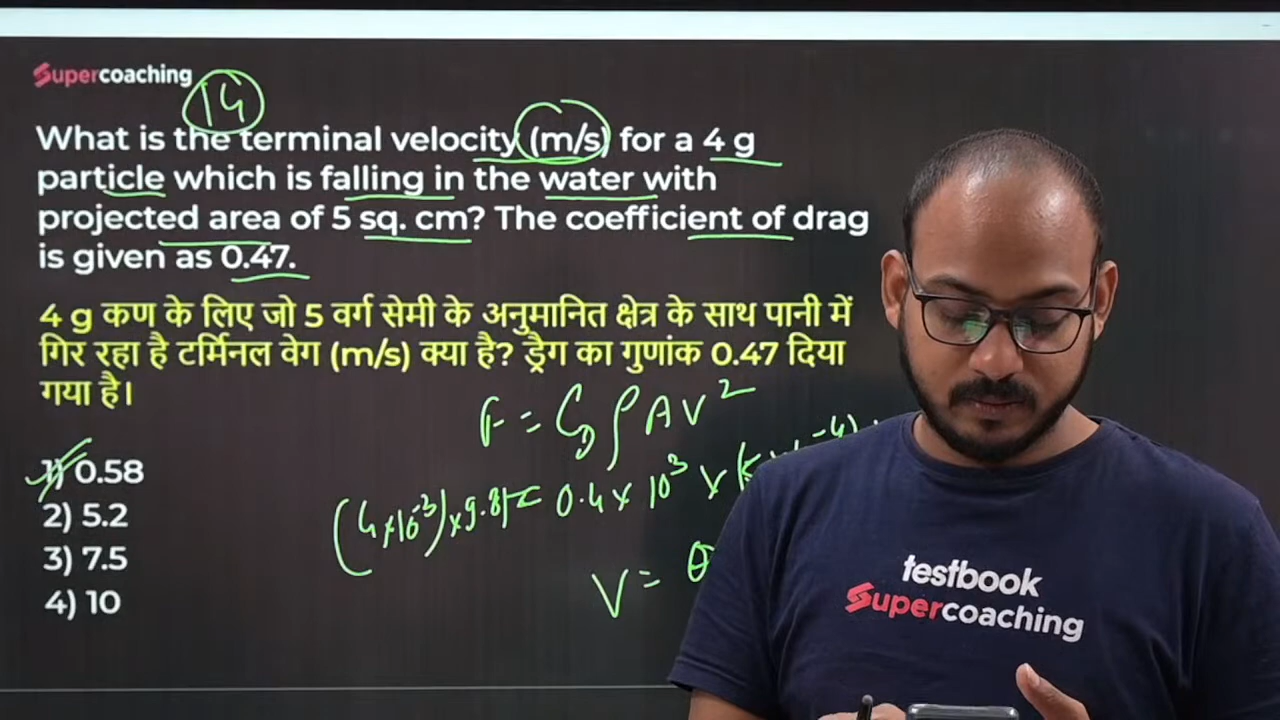 Supercoaching
14
What is the terminal velocity (m/s) for a 4 g
particle which is falling in the water with
projected area of 5 sq. cm? The coefficient of drag
is given as 0.47.
4 g कण के लिए जो 5 वर्ग सेमी के अनुमानित क्षेत्र के साथ पानी में
गिर रहा है टर्मिनल वेग (m/s) क्या है? ड्रैग का गुणांक 0.47 दिया
गया है।
F = C_D ρ A V²
1) 0.58
(4×10⁻³)×9.81 = 0.4 × 10³ ×
2) 5.2
3) 7.5
V =
4) 10
testbook
Supercoaching